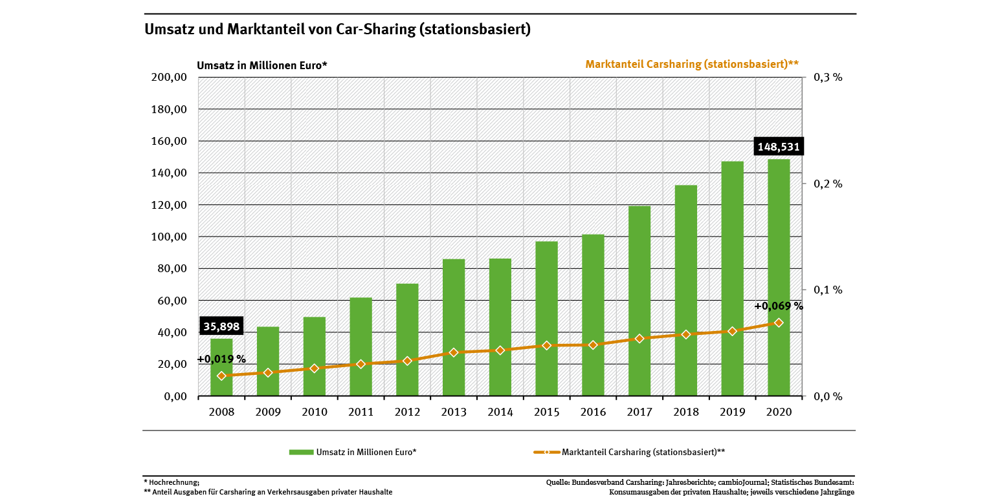 Umsatz und Marktanteil von Car-Sharing (stationsbasiert)
Umsatz in Millionen Euro*
Marktanteil Carsharing (stationsbasiert)**
200,00
180,00
160,00
140,00
120,00
100,00
80,00
60,00
40,00
20,00
0,00
0,3 %
0,2 %
0,1 %
0,0 %
148,531
+0,069 %
35,898
+0,019 %
2008 2009 2010 2011 2012 2013 2014 2015 2016 2017 2018 2019 2020
Umsatz in Millionen Euro*
Marktanteil Carsharing (stationsbasiert)**
* Hochrechnung;
** Anteil Ausgaben für Carsharing an Verkehrsausgaben privater Haushalte
Quelle: Bundesverband Carsharing: Jahresberichte; cambioJournal; Statistisches Bundesamt:
Konsumausgaben der privaten Haushalte; jeweils verschiedene Jahrgänge